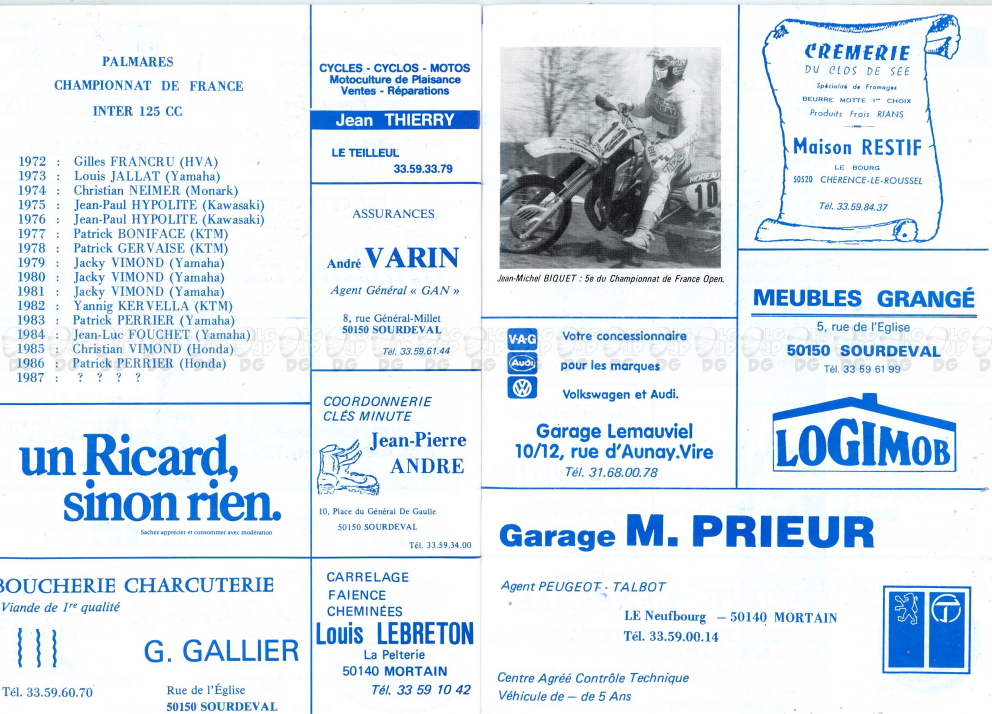 PALMARES
CHAMPIONNAT DE FRANCE
INTER 125 CC
1972 : Gilles FRANCRU (HVA)
1973 : Louis JALLAT (Yamaha)
1974 : Christian NEIMER (Monark)
1975 : Jean-Paul HYPOLITE (Kawasaki)
1976 : Jean-Paul HYPOLITE (Kawasaki)
1977 : Patrick BONIFACE (KTM)
1978 : Patrick GERVAISE (KTM)
1979 : Jacky VIMOND (Yamaha)
1980 : Jacky VIMOND (Yamaha)
1981 : Jacky VIMOND (Yamaha)
1982 : Yannig KERVELLA (KTM)
1983 : Patrick PERRIER (Yamaha)
1984 : Jean-Luc FOUCHET (Yamaha)
1985 : Christian VIMOND (Honda)
1986 : Patrick PERRIER (Honda)
1987 : ? ? ? ?
un Ricard,
sinon rien.
Sachez apprécier et consommer avec modération
BOUCHERIE CHARCUTERIE
Viande de 1re qualité
G. GALLIER
Tél. 33.59.60.70
Rue de l'Église
50150 SOURDEVAL
CYCLES - CYCLOS - MOTOS
Motoculture de Plaisance
Ventes - Réparations
Jean THIERRY
LE TEILLEUL
33.59.33.79
ASSURANCES
André VARIN
Agent Général « GAN »
8, rue Général-Millet
50150 SOURDEVAL
Tél. 33.59.61.44
COORDONNERIE
CLÉS MINUTE
Jean-Pierre
ANDRE
10, Place du Général De Gaulle
50150 SOURDEVAL
Tél. 33.59.34.00
CARRELAGE
FAIENCE
CHEMINÉES
Louis LEBRETON
La Pelterie
50140 MORTAIN
Tél. 33 59 10 42
MOREAU
10
Jean-Michel BIQUET : 5e du Championnat de France Open.
V·A·G
Audi
Votre concessionnaire
pour les marques
Volkswagen et Audi.
Garage Lemauviel
10/12, rue d'Aunay.Vire
Tél. 31.68.00.78
CRÉMERIE
DU CLOS DE SÉE
Spécialité de Fromages
BEURRE MOTTE 1er CHOIX
Produits Frais RIANS
Maison RESTIF
LE BOURG
50520 CHERENCE-LE-ROUSSEL
Tél. 33.59.84.37
MEUBLES GRANGÉ
5, rue de l'Eglise
50150 SOURDEVAL
Tél. 33 59 61 99
LOGIMOB
Garage M. PRIEUR
Agent PEUGEOT - TALBOT
LE Neufbourg – 50140 MORTAIN
Tél. 33.59.00.14
Centre Agréé Contrôle Technique
Véhicule de – de 5 Ans